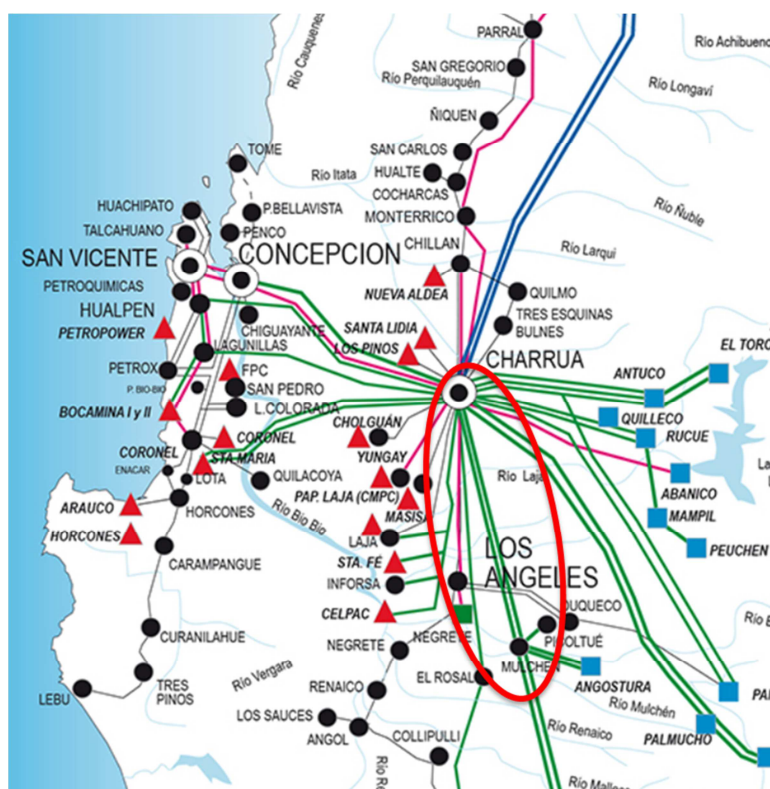 PARRAL
Río Achibueno
Río Cauquenes
SAN GREGORIO
Río Perquilauquén
Río Longaví
ÑIQUEN
TOME
SAN CARLOS
HUALTE
Río Itata
COCHARCAS
HUACHIPATO
P.BELLAVISTA
MONTERRICO
Río Ñuble
TALCAHUANO
PENCO
CHILLAN
Río Larqui
SAN VICENTE
CONCEPCION
PETROQUIMICAS
NUEVA ALDEA
QUILMO
HUALPEN
TRES ESQUINAS
BULNES
PETROPOWER
CHIGUAYANTE
SANTA LIDIA
LOS PINOS
LAGUNILLAS
CHARRUA
EL TORO
PETROX
FPC
ANTUCO
P. BIO-BIO
SAN PEDRO
BOCAMINA I y II
L.COLORADA
CHOLGUÁN
QUILLECO
RUCUE
CORONEL
CORONEL
YUNGAY
STA MARIA
ENACAR
LOTA
QUILACOYA
Río Laja
ABANICO
PAP. LAJA (CMPC)
ARAUCO
HORCONES
Río Bio Bio
MASISA
MAMPIL
HORCONES
LAJA
LOS
ANGELES
PEUCHEN
CARAMPANGUE
STA. FÉ
INFORSA
DUQUECO
CELPAC
CURANILAHUE
NEGRETE
NEGRETE
PICOLTUÉ
MULCHEN
Río Vergara
EL ROSAL
ANGOSTURA
LEBU
TRES
PINOS
RENAICO
Río Mulchén
LOS SAUCES
Río Renaico
PALMUCHO
ANGOL
COLLIPULLI